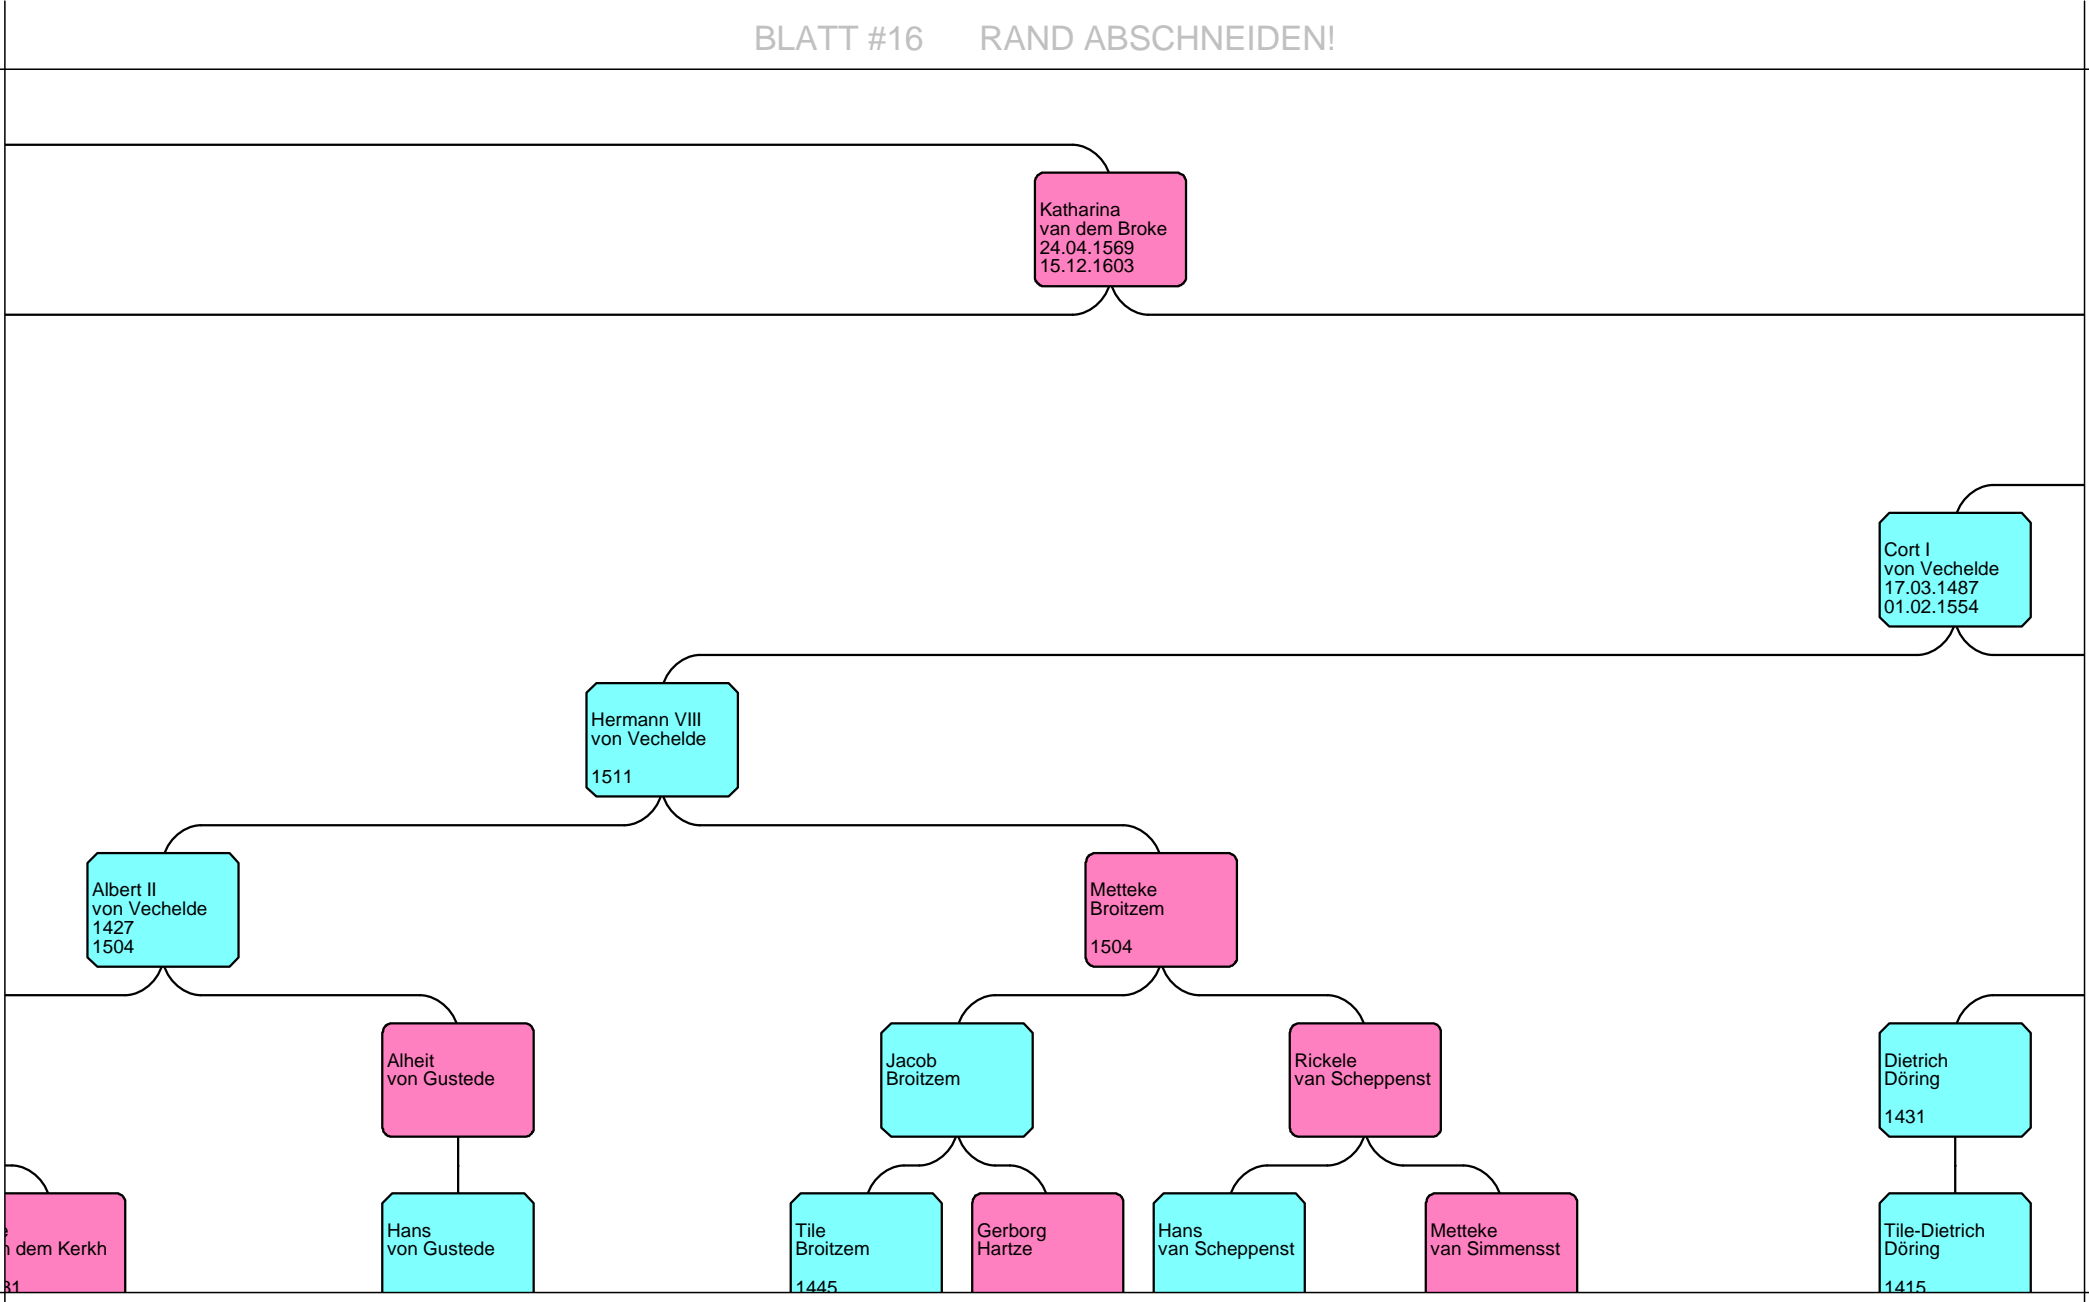 BLATT #16 RAND ABSCHNEIDEN!
Katharina
van dem Broke
24.04.1569
15.12.1603
Cort I
von Vechelde
17.03.1487
01.02.1554
Hermann VIII
von Vechelde
1511
Albert II
von Vechelde
1427
1504
Metteke
Broitzem
1504
Alheit
von Gustede
Jacob
Broitzem
Rickele
van Scheppenst
Dietrich
Döring
1431
dem Kerkh
Hans
von Gustede
Tile
Broitzem
1445
Gerborg
Hartze
Hans
van Scheppenst
Metteke
van Simmensst
Tile-Dietrich
Döring
1415